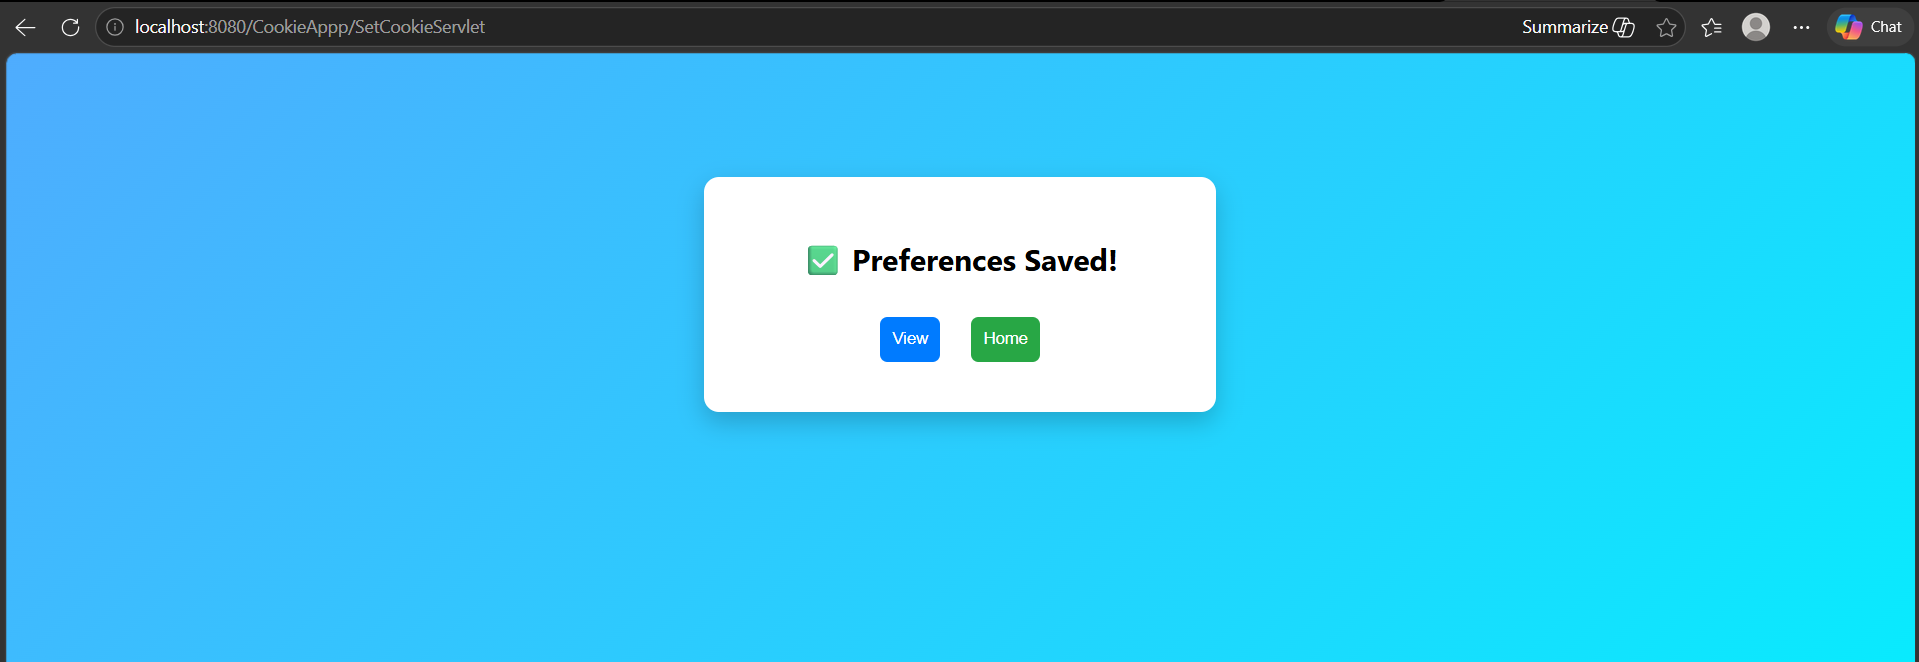 localhost:8080/CookieAppp/SetCookieServlet
Summarize
Chat
✅ Preferences Saved!
View
Home